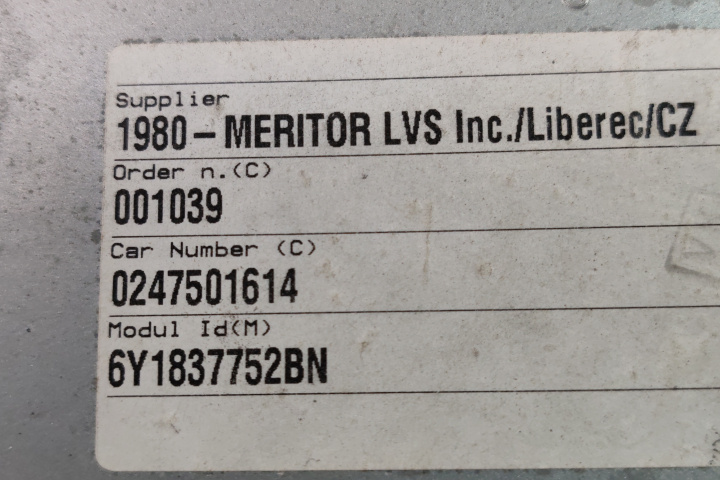 Supplier
1980 – MERITOR LVS Inc./Liberec/CZ
Order n.(C)
001039
Car Number (C)
0247501614
Modul Id(M)
6Y1837752BN